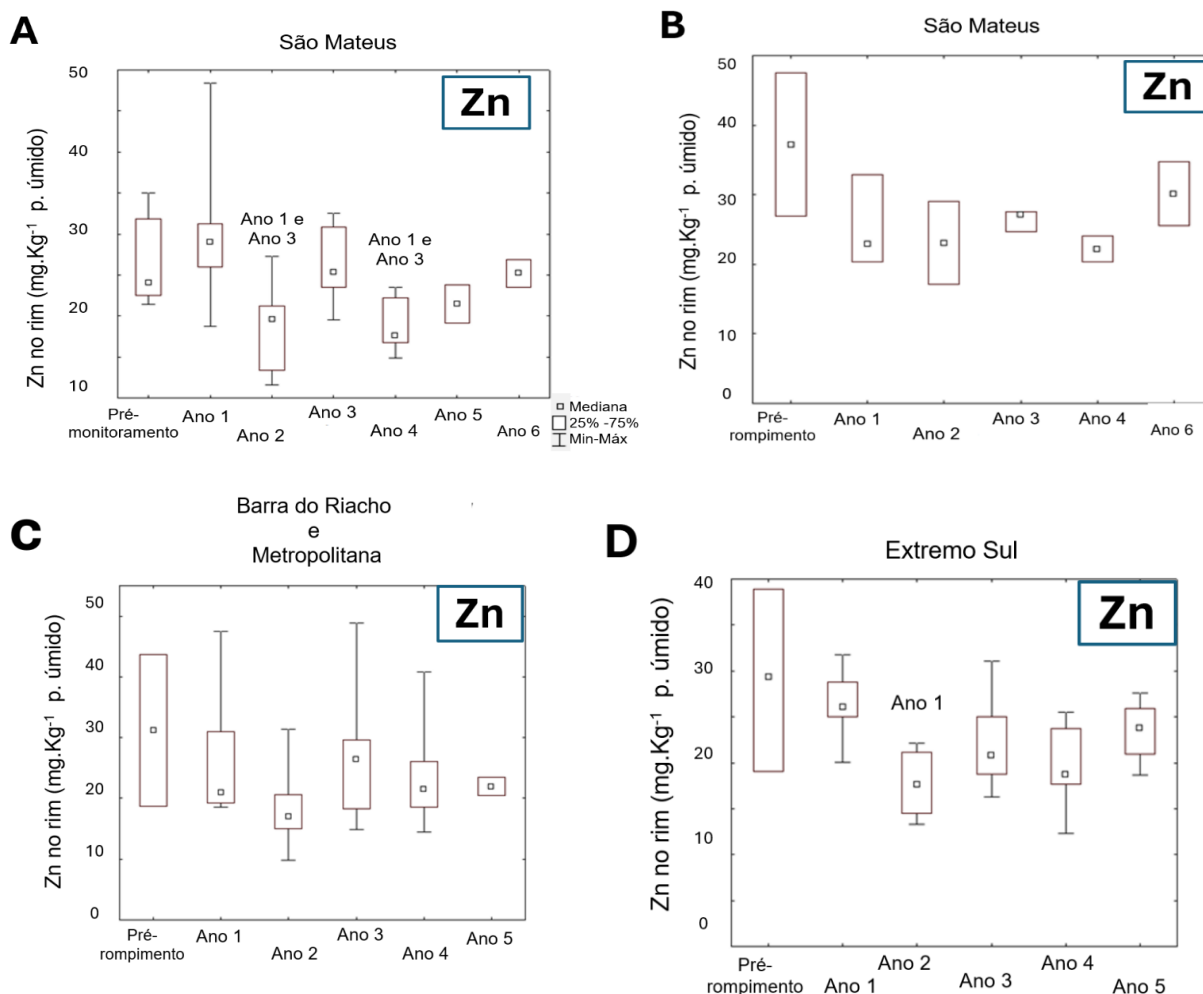 A
São Mateus
Zn
Zn no rim (mg.Kg⁻¹ p. úmido)
50
40
30
20
10
Ano 1 e
Ano 3
Ano 1 e
Ano 3
Pré-
monitoramento
Ano 1
Ano 2
Ano 3
Ano 4
Ano 5
Ano 6
Mediana
25% -75%
Min-Máx
B
São Mateus
Zn
Zn no rim (mg.Kg⁻¹ p. úmido)
50
40
30
20
10
0
Pré-
rompimento
Ano 1
Ano 2
Ano 3
Ano 4
Ano 6
C
Barra do Riacho
e
Metropolitana
Zn
Zn no rim (mg.Kg⁻¹ p. úmido)
50
40
30
20
10
0
Pré-
rompimento
Ano 1
Ano 2
Ano 3
Ano 4
Ano 5
D
Extremo Sul
Zn
Zn no rim (mg.Kg⁻¹ p. úmido)
40
30
20
10
0
Ano 1
Pré-
rompimento
Ano 1
Ano 2
Ano 3
Ano 4
Ano 5